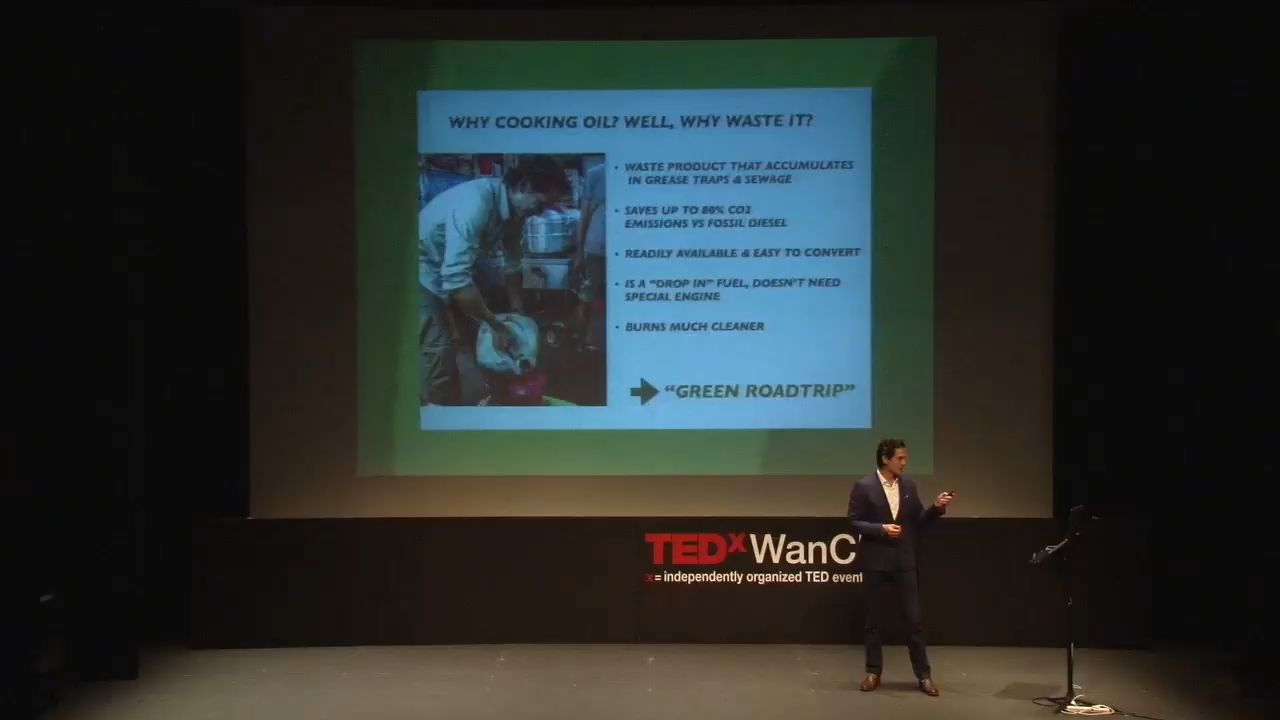 WHY COOKING OIL? WELL, WHY WASTE IT?
• WASTE PRODUCT THAT ACCUMULATES
IN GREASE TRAPS & SEWAGE
• SAVES UP TO 80% CO2
EMISSIONS VS FOSSIL DIESEL
• READILY AVAILABLE & EASY TO CONVERT
• IS A "DROP IN" FUEL, DOESN'T NEED
SPECIAL ENGINE
• BURNS MUCH CLEANER
"GREEN ROADTRIP"
TEDx WanC
x = independently organized TED event